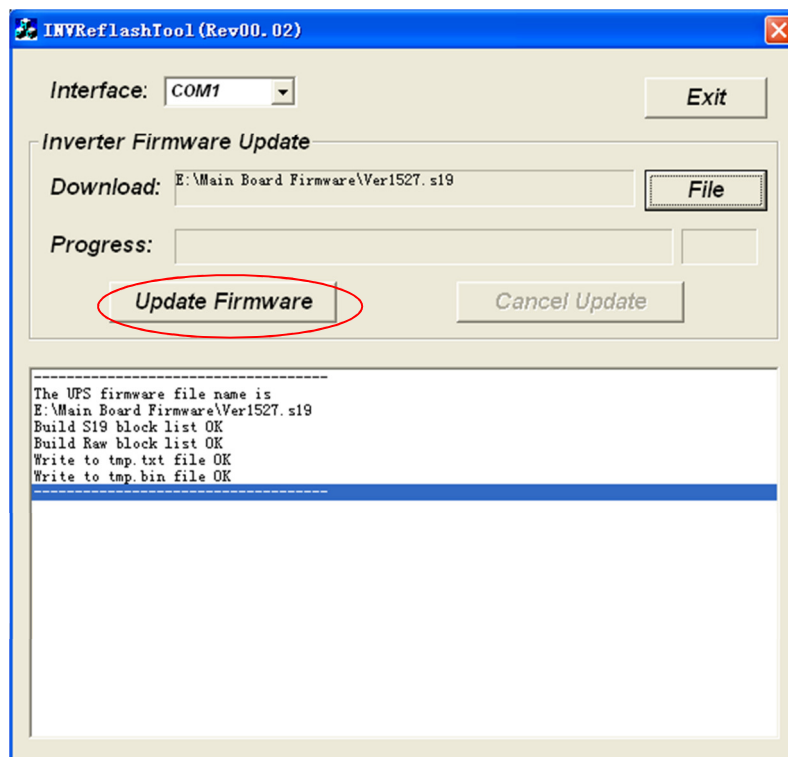 INVReflashTool(Rev00.02)
Interface: COM1
Exit
Inverter Firmware Update
Download: E:\Main Board Firmware\Ver1527.s19 File
Progress:
Update Firmware Cancel Update
------------------------------------
The UPS firmware file name is
E:\Main Board Firmware\Ver1527.s19
Build S19 block list OK
Build Raw block list OK
Write to tmp.txt file OK
Write to tmp.bin file OK
------------------------------------